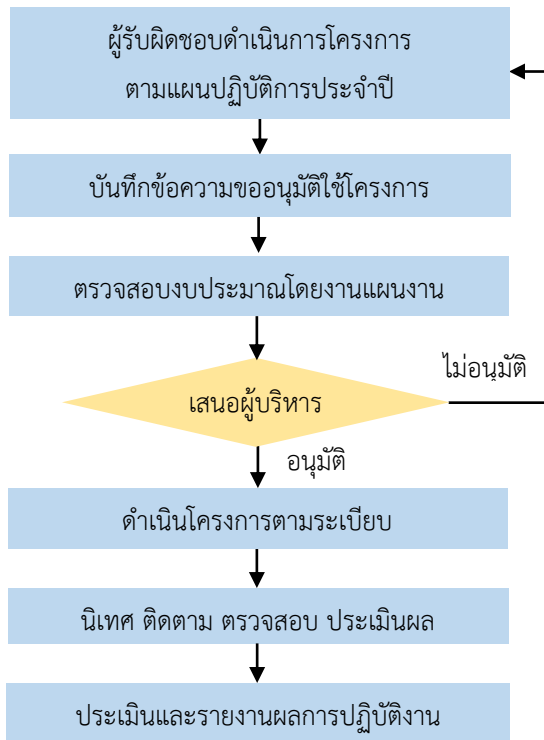 ผู้รับผิดชอบดำเนินการโครงการ
ตามแผนปฏิบัติการประจำปี
บันทึกข้อความขออนุมัติใช้โครงการ
ตรวจสอบงบประมาณโดยงานแผนงาน
เสนอผู้บริหาร
ไม่อนุมัติ
อนุมัติ
ดำเนินโครงการตามระเบียบ
นิเทศ ติดตาม ตรวจสอบ ประเมินผล
ประเมินและรายงานผลการปฏิบัติงาน